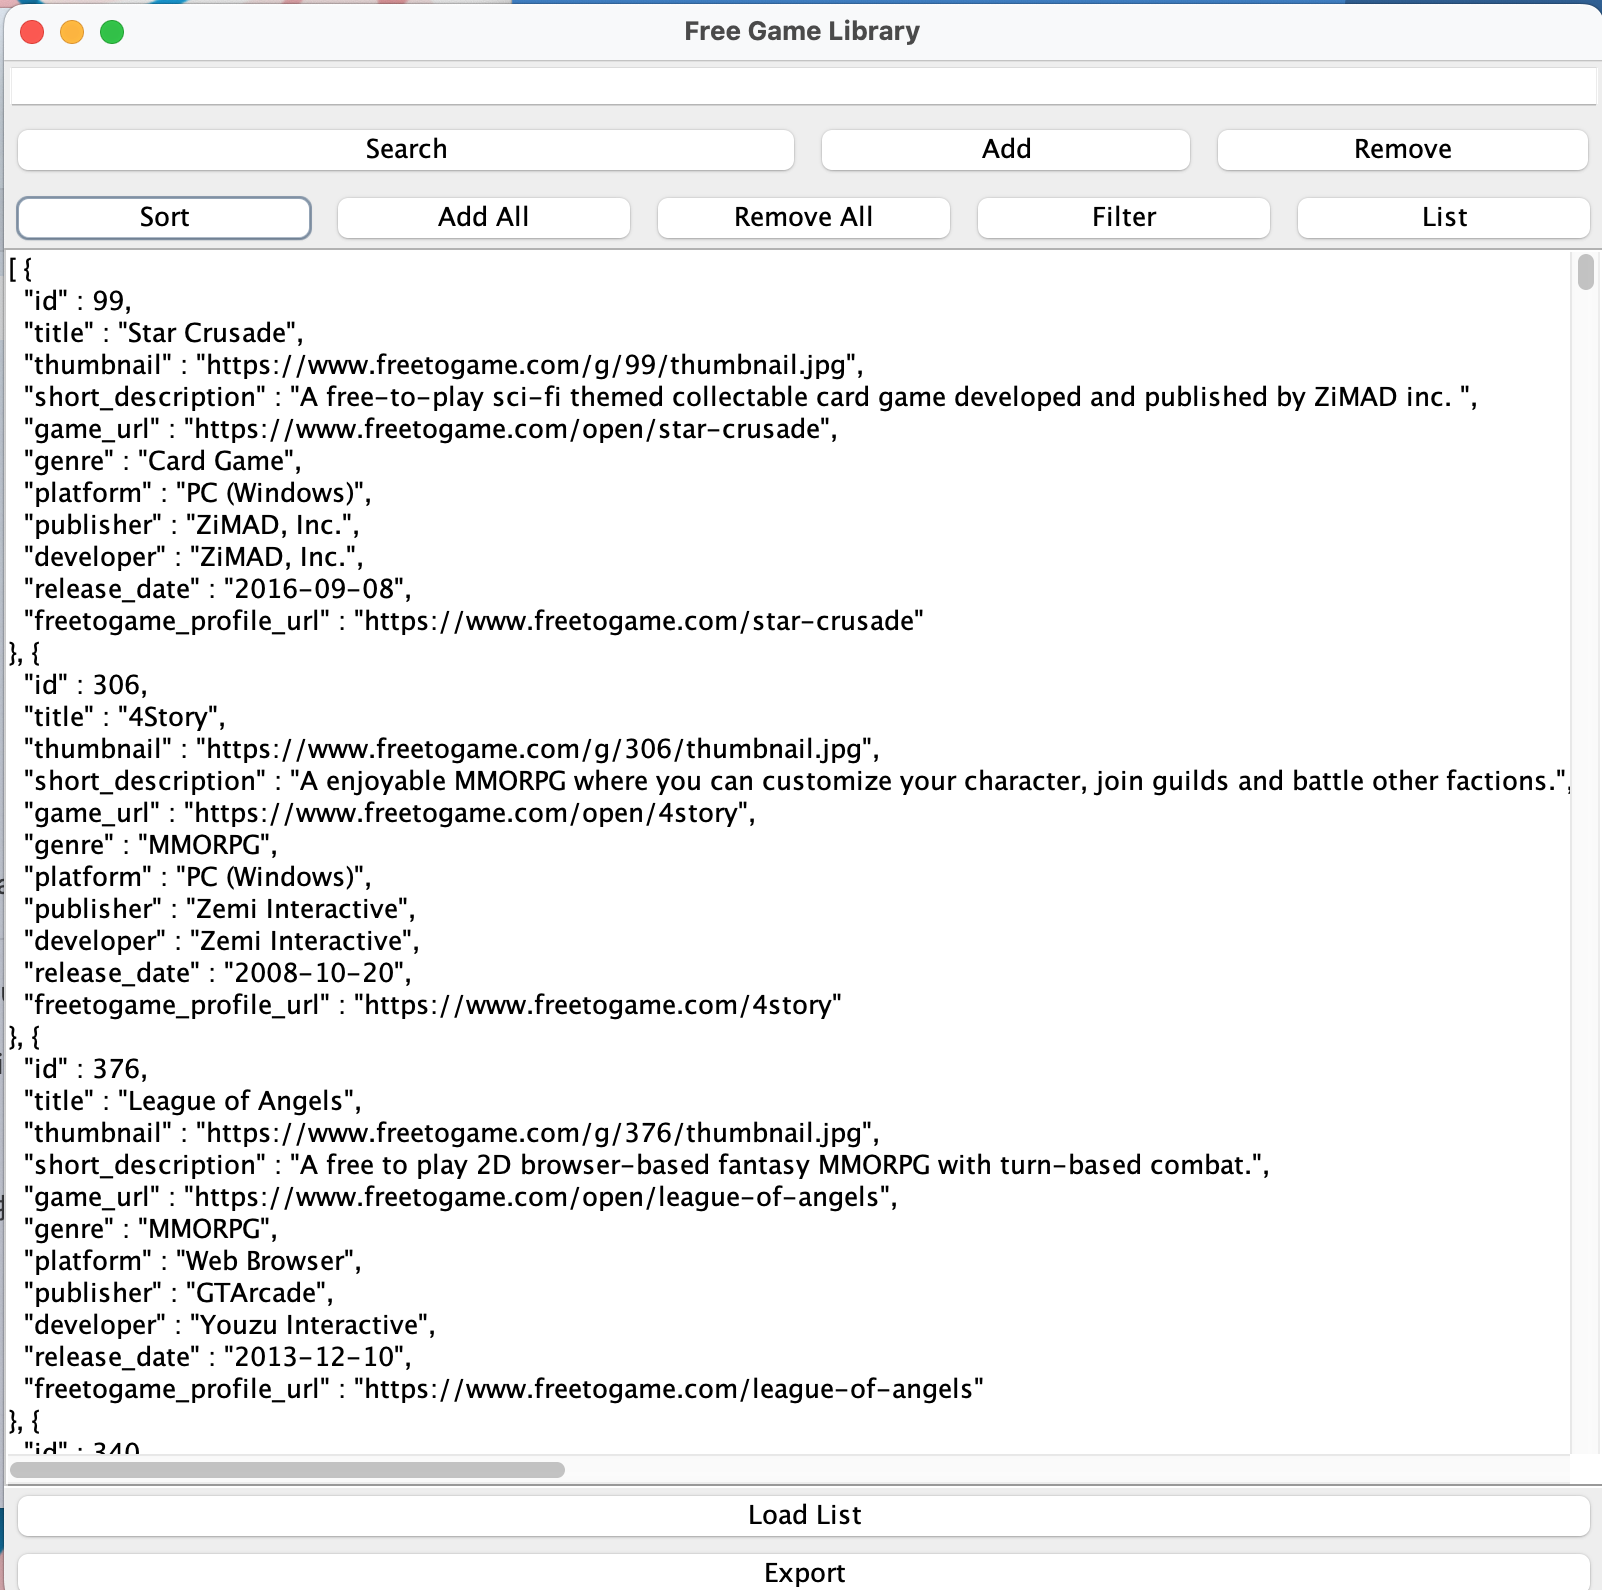 Free Game Library
Search Add Remove
Sort Add All Remove All Filter List
[ {
"id" : 99,
"title" : "Star Crusade",
"thumbnail" : "https://www.freetogame.com/g/99/thumbnail.jpg",
"short_description" : "A free-to-play sci-fi themed collectable card game developed and published by ZiMAD inc. ",
"game_url" : "https://www.freetogame.com/open/star-crusade",
"genre" : "Card Game",
"platform" : "PC (Windows)",
"publisher" : "ZiMAD, Inc.",
"developer" : "ZiMAD, Inc.",
"release_date" : "2016-09-08",
"freetogame_profile_url" : "https://www.freetogame.com/star-crusade"
}, {
"id" : 306,
"title" : "4Story",
"thumbnail" : "https://www.freetogame.com/g/306/thumbnail.jpg",
"short_description" : "A enjoyable MMORPG where you can customize your character, join guilds and battle other factions.",
"game_url" : "https://www.freetogame.com/open/4story",
"genre" : "MMORPG",
"platform" : "PC (Windows)",
"publisher" : "Zemi Interactive",
"developer" : "Zemi Interactive",
"release_date" : "2008-10-20",
"freetogame_profile_url" : "https://www.freetogame.com/4story"
}, {
"id" : 376,
"title" : "League of Angels",
"thumbnail" : "https://www.freetogame.com/g/376/thumbnail.jpg",
"short_description" : "A free to play 2D browser-based fantasy MMORPG with turn-based combat.",
"game_url" : "https://www.freetogame.com/open/league-of-angels",
"genre" : "MMORPG",
"platform" : "Web Browser",
"publisher" : "GTArcade",
"developer" : "Youzu Interactive",
"release_date" : "2013-12-10",
"freetogame_profile_url" : "https://www.freetogame.com/league-of-angels"
}, {
"id" : 340
Load List
Export